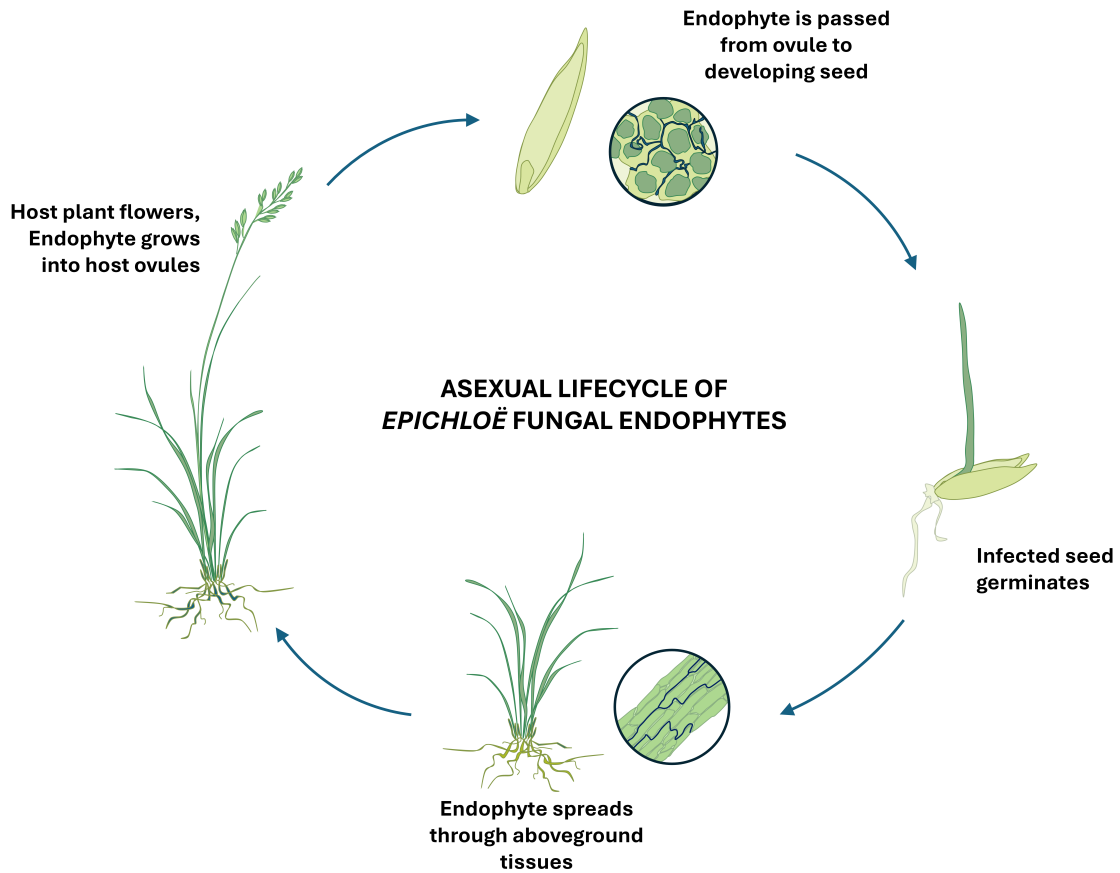 Endophyte is passed
from ovule to
developing seed
Host plant flowers,
Endophyte grows
into host ovules
ASEXUAL LIFECYCLE OF
EPICHLOË FUNGAL ENDOPHYTES
Infected seed
germinates
Endophyte spreads
through aboveground
tissues